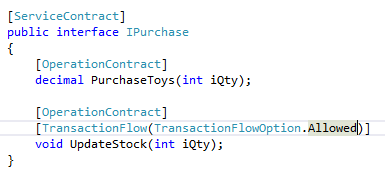 [ServiceContract]
public interface IPurchase
{
[OperationContract]
decimal PurchaseToys(int iQty);
[OperationContract]
[TransactionFlow(TransactionFlowOption.Allowed)]
void UpdateStock(int iQty);
}